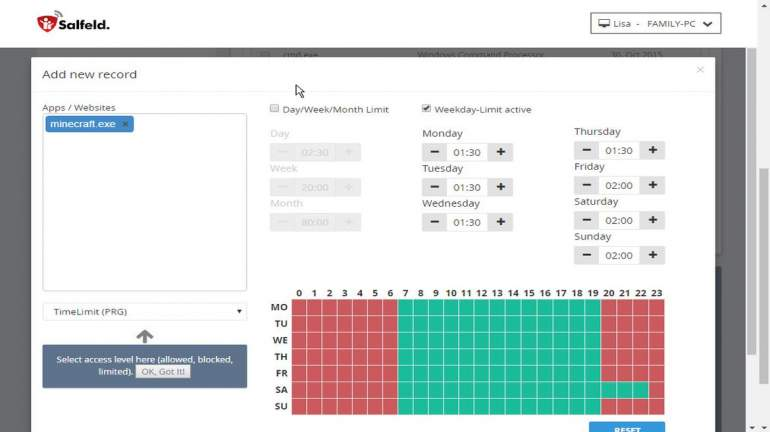 Salfeld.
Lisa - FAMILY-PC
cmd.exe Windows Command Processor 30. Oct 2015
Add new record ×
Apps / Websites
minecraft.exe ×
Day/Week/Month Limit
Weekday-Limit active
Day
− 02:30 +
Week
− 20:00 +
Month
− 80:00 +
Monday
− 01:30 +
Tuesday
− 01:30 +
Wednesday
− 01:30 +
Thursday
− 01:30 +
Friday
− 02:00 +
Saturday
− 02:00 +
Sunday
− 02:00 +
TimeLimit (PRG)
Select access level here (allowed, blocked,
limited). OK, Got It!
0 1 2 3 4 5 6 7 8 9 10 11 12 13 14 15 16 17 18 19 20 21 22 23
MO
TU
WE
TH
FR
SA
SU
RESET